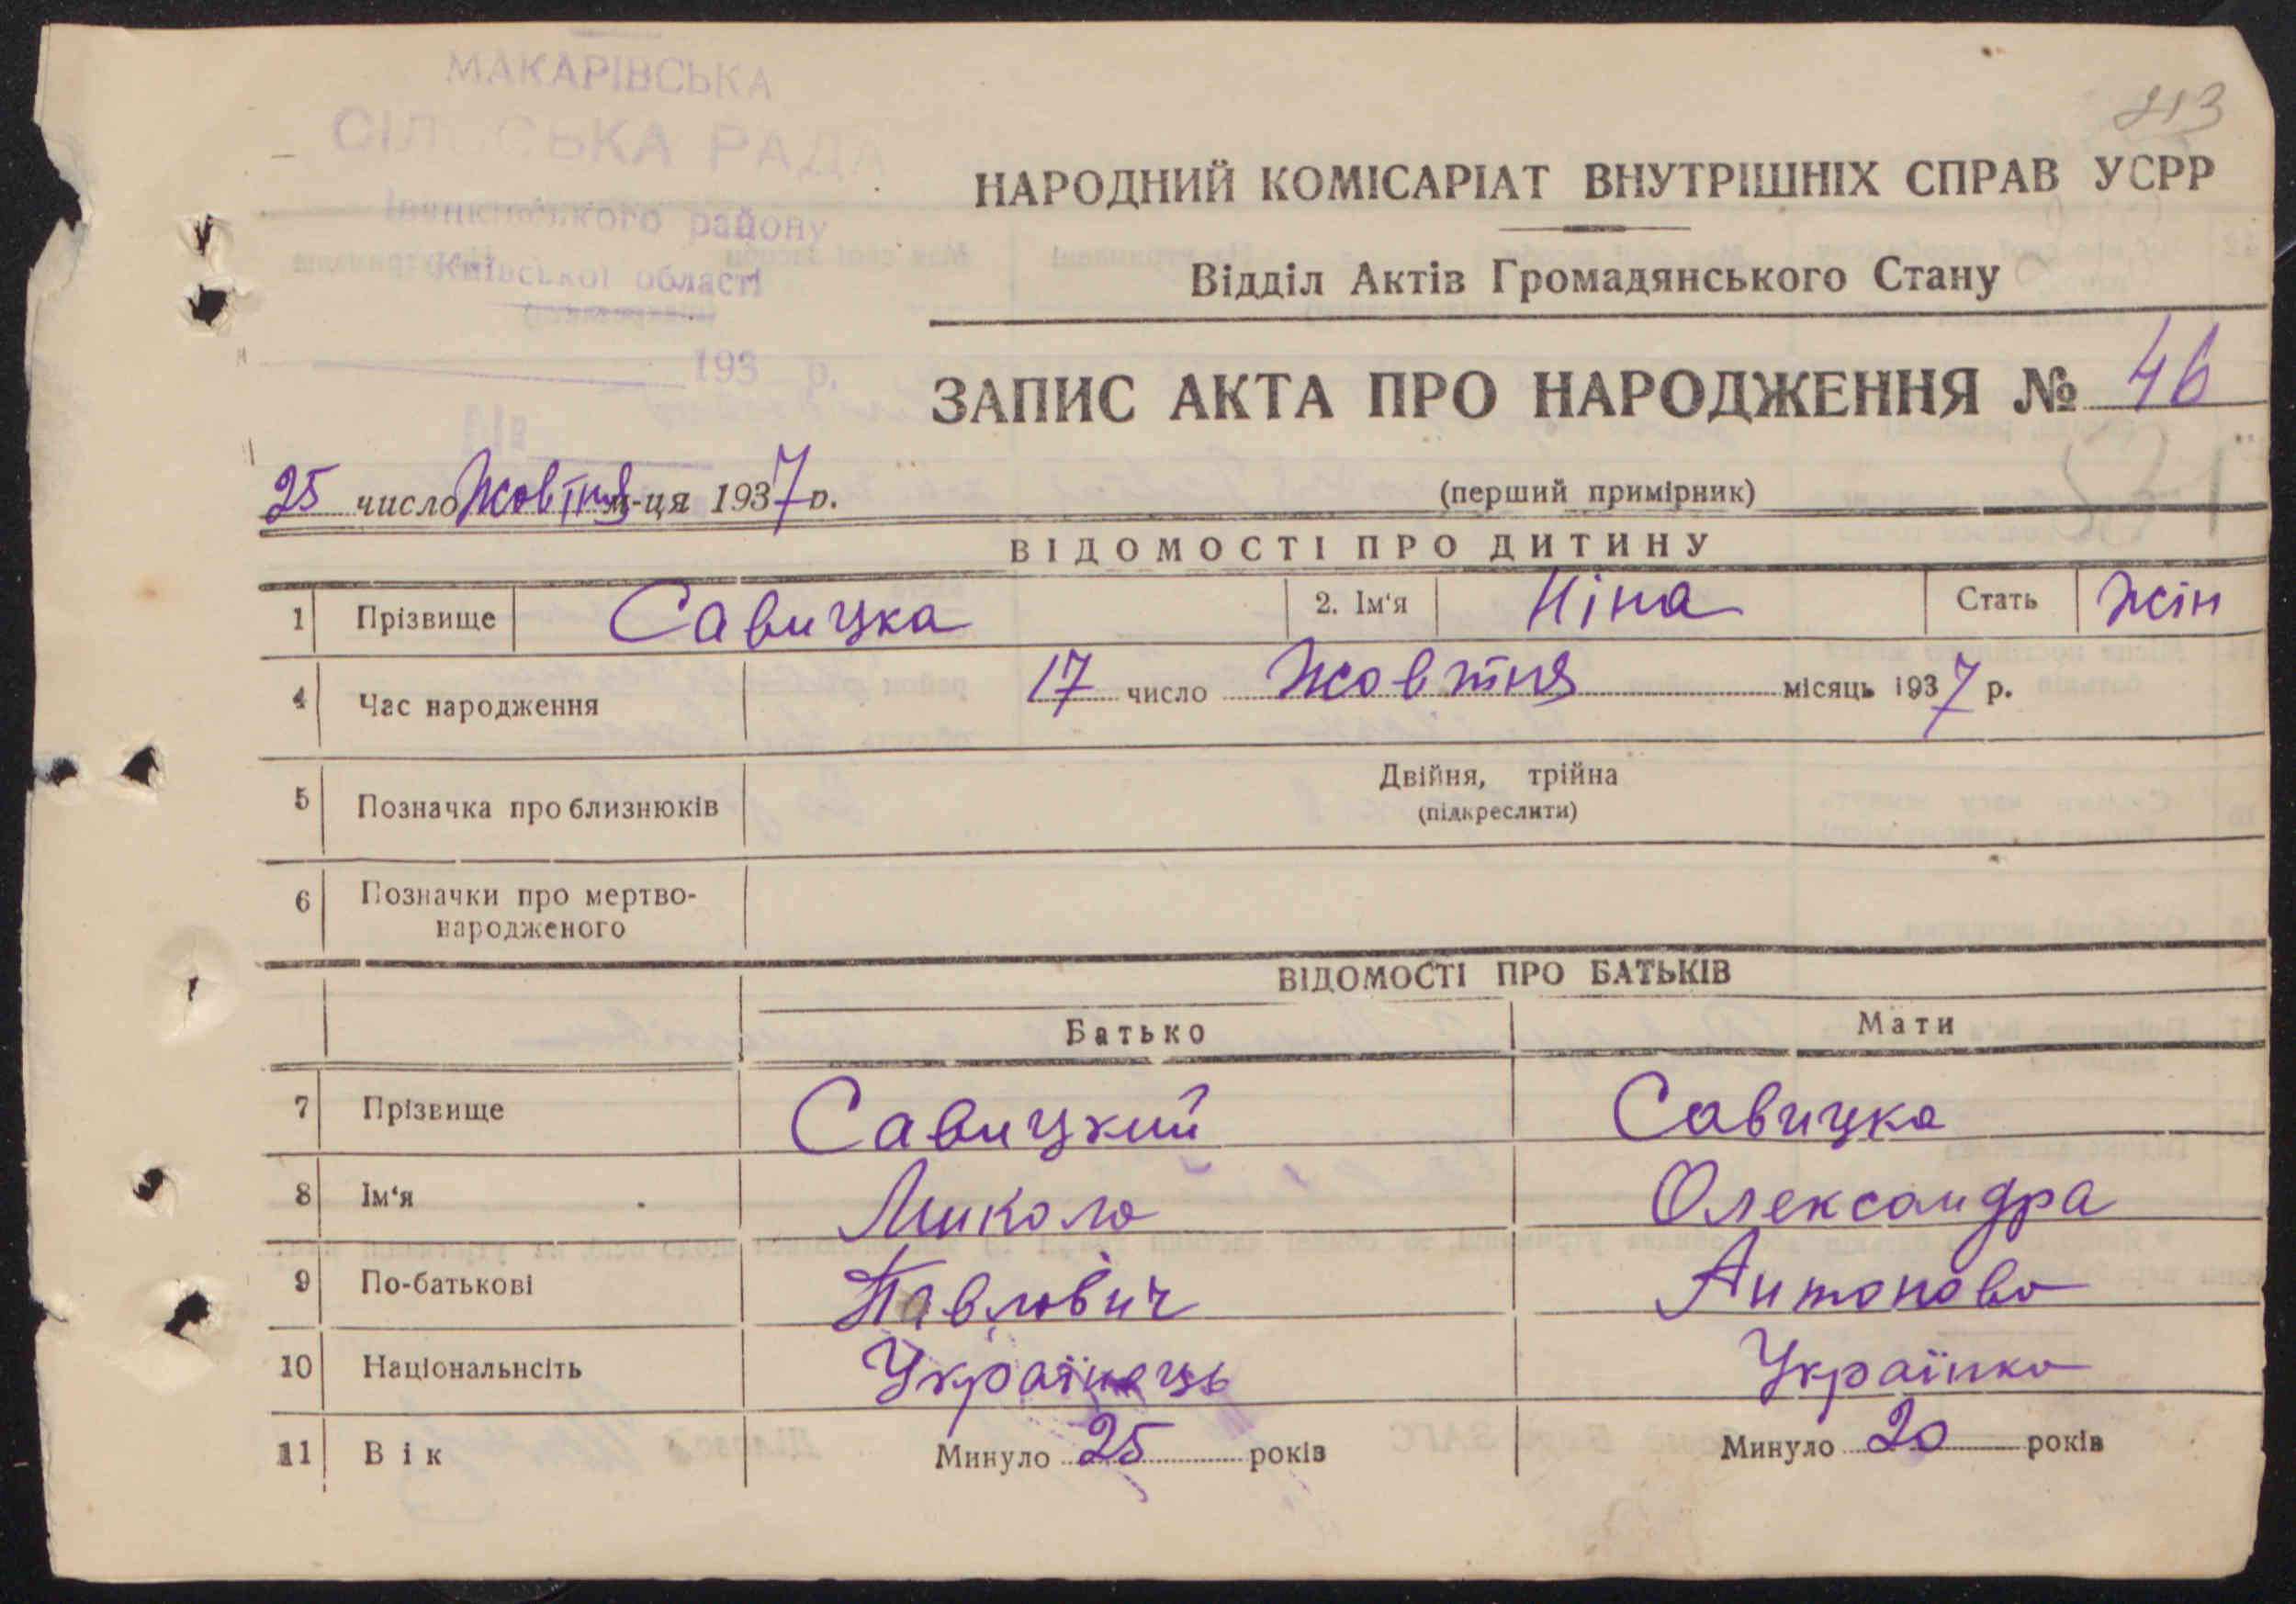 МАКАРІВСЬКА
СІЛЬСЬКА РАДА
району
Київської області
193 р.
№
213
НАРОДНИЙ КОМІСАРІАТ ВНУТРІШНІХ СПРАВ УСРР
Відділ Актів Громадянського Стану
ЗАПИС АКТА ПРО НАРОДЖЕННЯ № 46
25 число Жовтня м-ця 1937 р.
(перший примірник)
ВІДОМОСТІ ПРО ДИТИНУ
1 Прізвище Савицка 2. Ім'я Ніна Стать жін
4 Час народження 17 число Жовтня місяць 1937 р.
5 Позначка про близнюків Двійня, трійна
(підкреслити)
6 Позначки про мертво-
народженого
ВІДОМОСТІ ПРО БАТЬКІВ
Батько Мати
7 Прізвище Савицкий Савицка
8 Ім'я Микола Олександра
9 По-батькові Павлович Антонова
10 Національнсіть Українець Українка
11 Вік Минуло 25 років Минуло 20 років